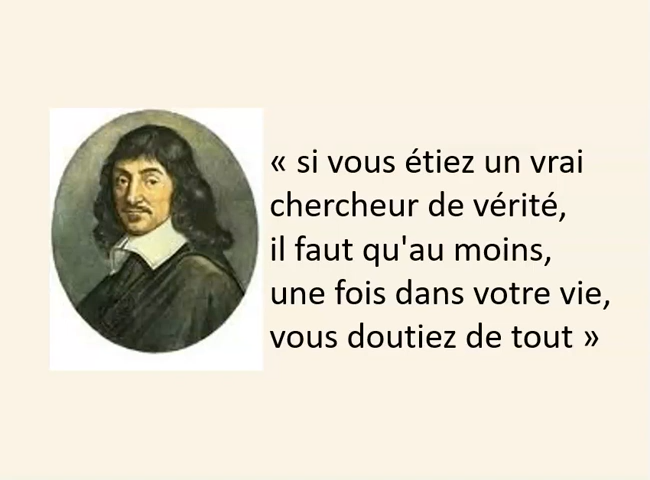 « si vous étiez un vrai
chercheur de vérité,
il faut qu'au moins,
une fois dans votre vie,
vous doutiez de tout »